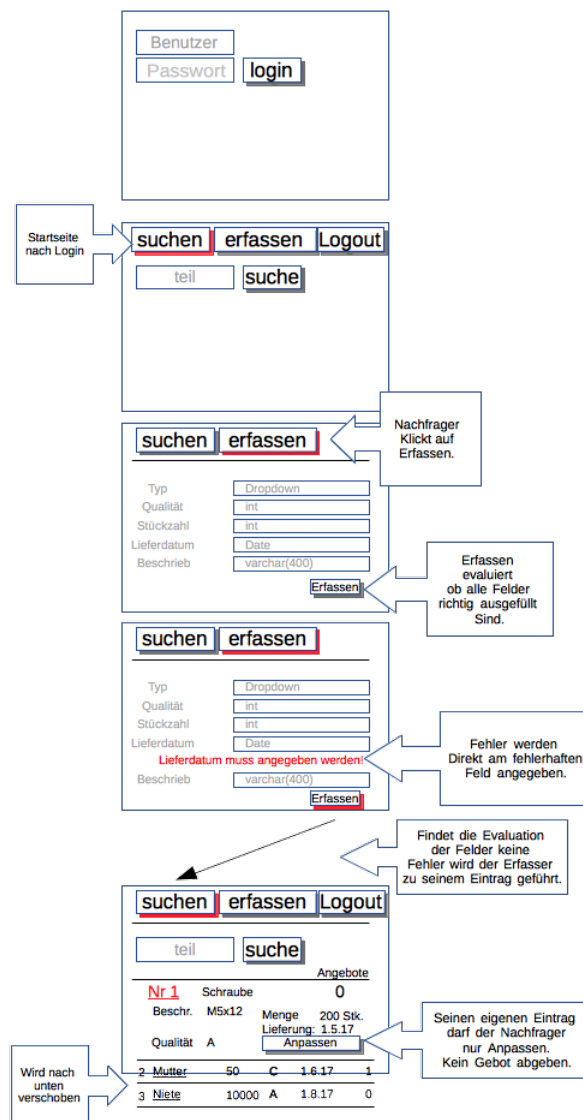 Benutzer
Passwort login
Startseite
nach Login
suchen erfassen Logout
teil suche
suchen erfassen
Nachfrager
Klickt auf
Erfassen.
Typ Dropdown
Qualität int
Stückzahl int
Lieferdatum Date
Beschrieb varchar(400)
Erfassen
Erfassen
evaluiert
ob alle Felder
richtig ausgefüllt
Sind.
suchen erfassen
Typ Dropdown
Qualität int
Stückzahl int
Lieferdatum Date
Lieferdatum muss angegeben werden!
Beschrieb varchar(400)
Erfassen
Fehler werden
Direkt am fehlerhaften
Feld angegeben.
Findet die Evaluation
der Felder keine
Fehler wird der Erfasser
zu seinem Eintrag geführt.
suchen erfassen Logout
teil suche
Angebote
Nr 1 Schraube 0
Beschr. M5x12 Menge 200 Stk.
Lieferung: 1.5.17
Qualität A Anpassen
Seinen eigenen Eintrag
darf der Nachfrager
nur Anpassen.
Kein Gebot abgeben.
2 Mutter 50 C 1.6.17 1
3 Niete 10000 A 1.8.17 0
Wird nach
unten
verschoben